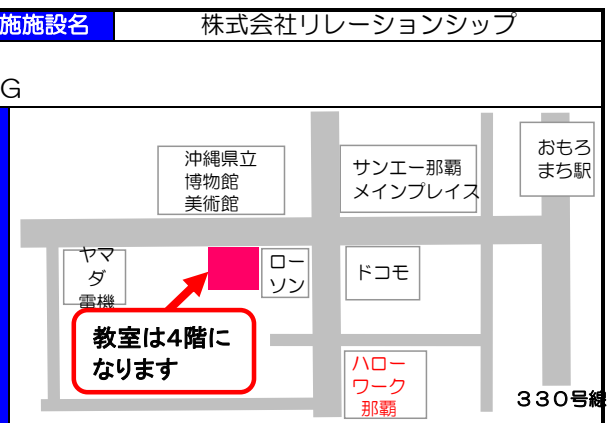 施施設名
株式会社リレーションシップ
G
沖縄県立
博物館
美術館
サンエー那覇
メインプレイス
おもろ
まち駅
ヤマ
ダ
電機
ロー
ソン
ドコモ
教室は4階に
なります
ハロー
ワーク
那覇
330号線